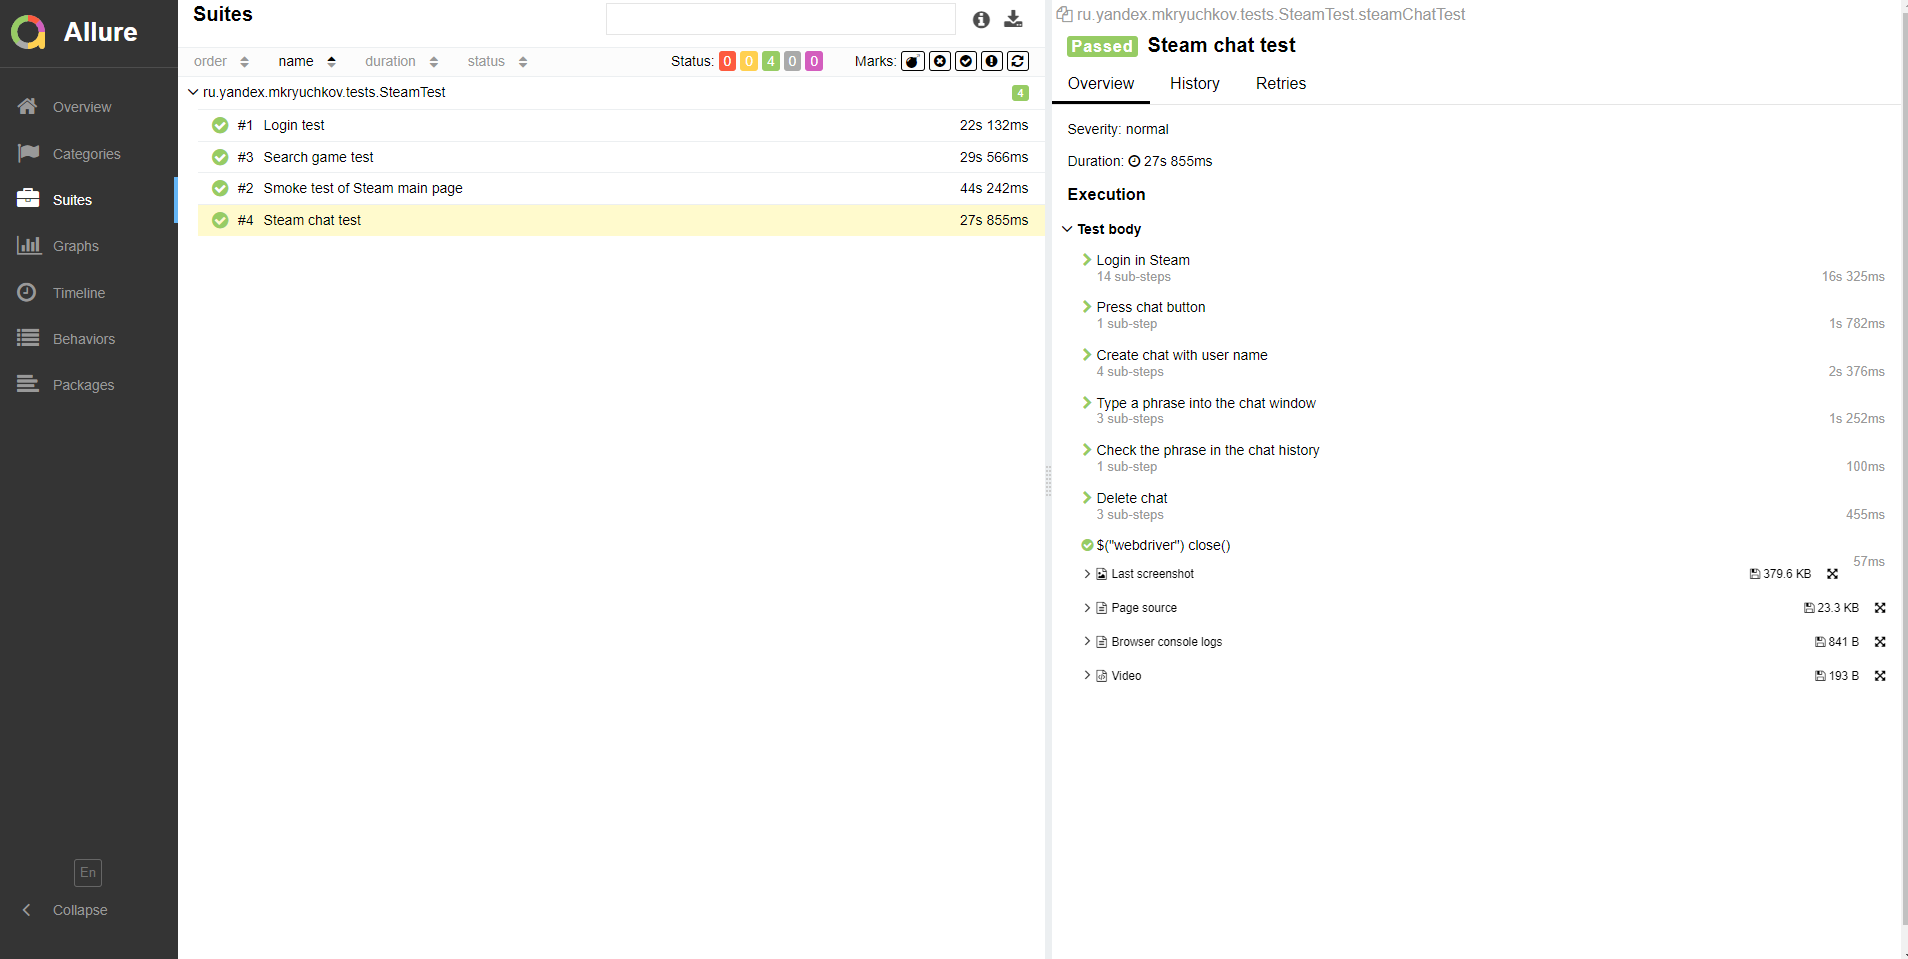 Allure
Overview
Categories
Suites
Graphs
Timeline
Behaviors
Packages
En
Collapse
Suites
order name duration status Status: 0 0 4 0 0 Marks:
ru.yandex.mkryuchkov.tests.SteamTest 4
#1 Login test 22s 132ms
#3 Search game test 29s 566ms
#2 Smoke test of Steam main page 44s 242ms
#4 Steam chat test 27s 855ms
ru.yandex.mkryuchkov.tests.SteamTest.steamChatTest
Passed Steam chat test
Overview History Retries
Severity: normal
Duration: 27s 855ms
Execution
Test body
Login in Steam
14 sub-steps 16s 325ms
Press chat button
1 sub-step 1s 782ms
Create chat with user name
4 sub-steps 2s 376ms
Type a phrase into the chat window
3 sub-steps 1s 252ms
Check the phrase in the chat history
1 sub-step 100ms
Delete chat
3 sub-steps 455ms
$("webdriver") close()
57ms
Last screenshot 379.6 KB
Page source 23.3 KB
Browser console logs 841 B
Video 193 B